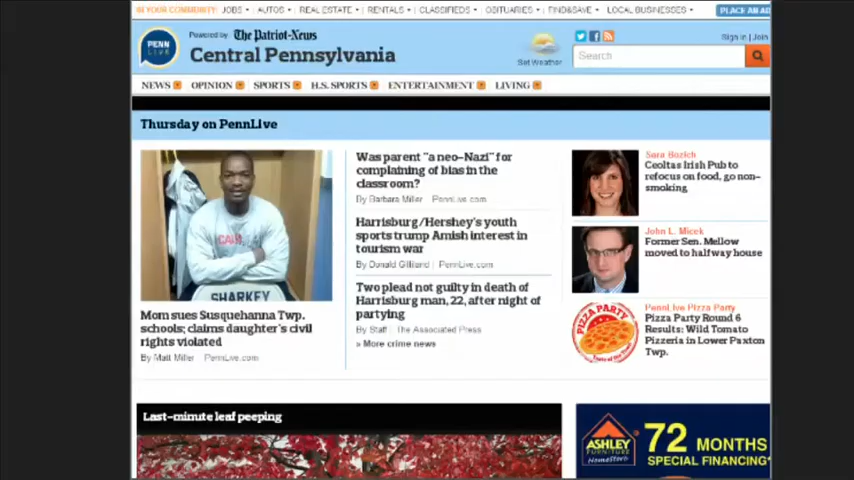 IN YOUR COMMUNITY: JOBS AUTOS REAL ESTATE RENTALS CLASSIFIEDS OBITUARIES FIND&SAVE LOCAL BUSINESSES PLACE AN AD
PENN LIVE
Powered by The Patriot-News
Central Pennsylvania
Get Weather
Sign in | Join
Search
NEWS OPINION SPORTS H.S. SPORTS ENTERTAINMENT LIVING
Thursday on PennLive
SHARKEY
Mom sues Susquehanna Twp.
schools; claims daughter's civil
rights violated
By Matt Miller PennLive.com
Was parent "a neo-Nazi" for
complaining of bias in the
classroom?
By Barbara Miller | PennLive.com
Harrisburg/Hershey's youth
sports trump Amish interest in
tourism war
By Donald Gilliland | PennLive.com
Two plead not guilty in death of
Harrisburg man, 22, after night of
partying
By Staff | The Associated Press
» More crime news
Sara Bozich
Ceoltas Irish Pub to
refocus on food, go non-
smoking
John L. Micek
Former Sen. Mellow
moved to halfway house
PIZZA PARTY
PennLive Pizza Party
Pizza Party Round 6
Results: Wild Tomato
Pizzeria in Lower Paxton
Twp.
Last-minute leaf peeping
ASHLEY
FURNITURE
HomeStore
72 MONTHS
SPECIAL FINANCING*